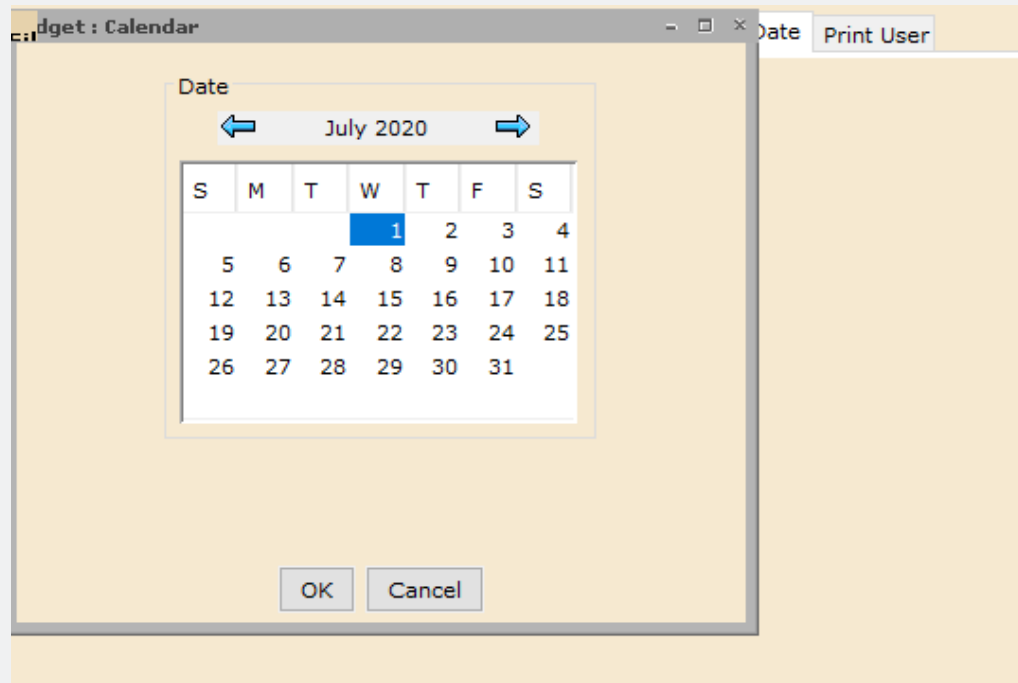 dget : Calendar
Date
Print User
Date
July 2020
S M T W T F S
1 2 3 4
5 6 7 8 9 10 11
12 13 14 15 16 17 18
19 20 21 22 23 24 25
26 27 28 29 30 31
OK
Cancel